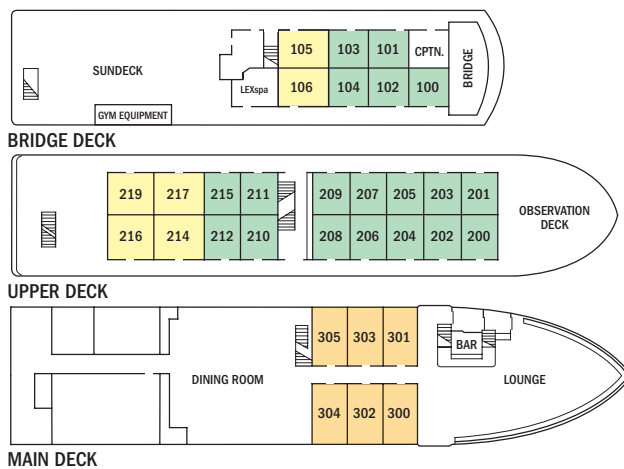 105 103 101 CPTN.
SUNDECK
BRIDGE
LEXspa 106 104 102 100
GYM EQUIPMENT
BRIDGE DECK
219 217 215 211 209 207 205 203 201
OBSERVATION
DECK
216 214 212 210 208 206 204 202 200
UPPER DECK
305 303 301
BAR
DINING ROOM
LOUNGE
304 302 300
MAIN DECK